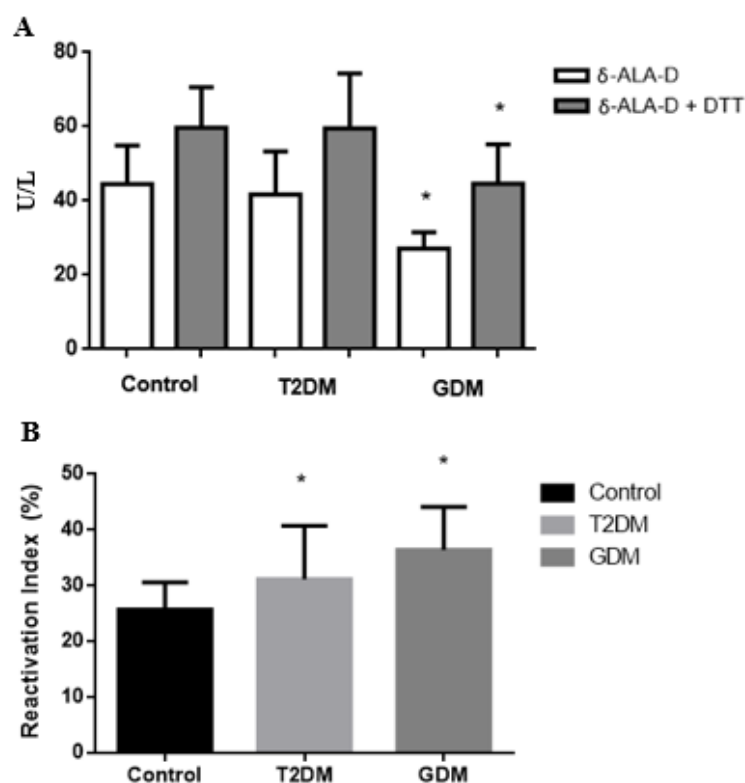 A
80
60
40
20
0
U/L
δ-ALA-D
δ-ALA-D + DTT
*
*
Control T2DM GDM
B
50
40
30
20
10
0
Reactivation Index (%)
*
*
Control
T2DM
GDM
Control T2DM GDM